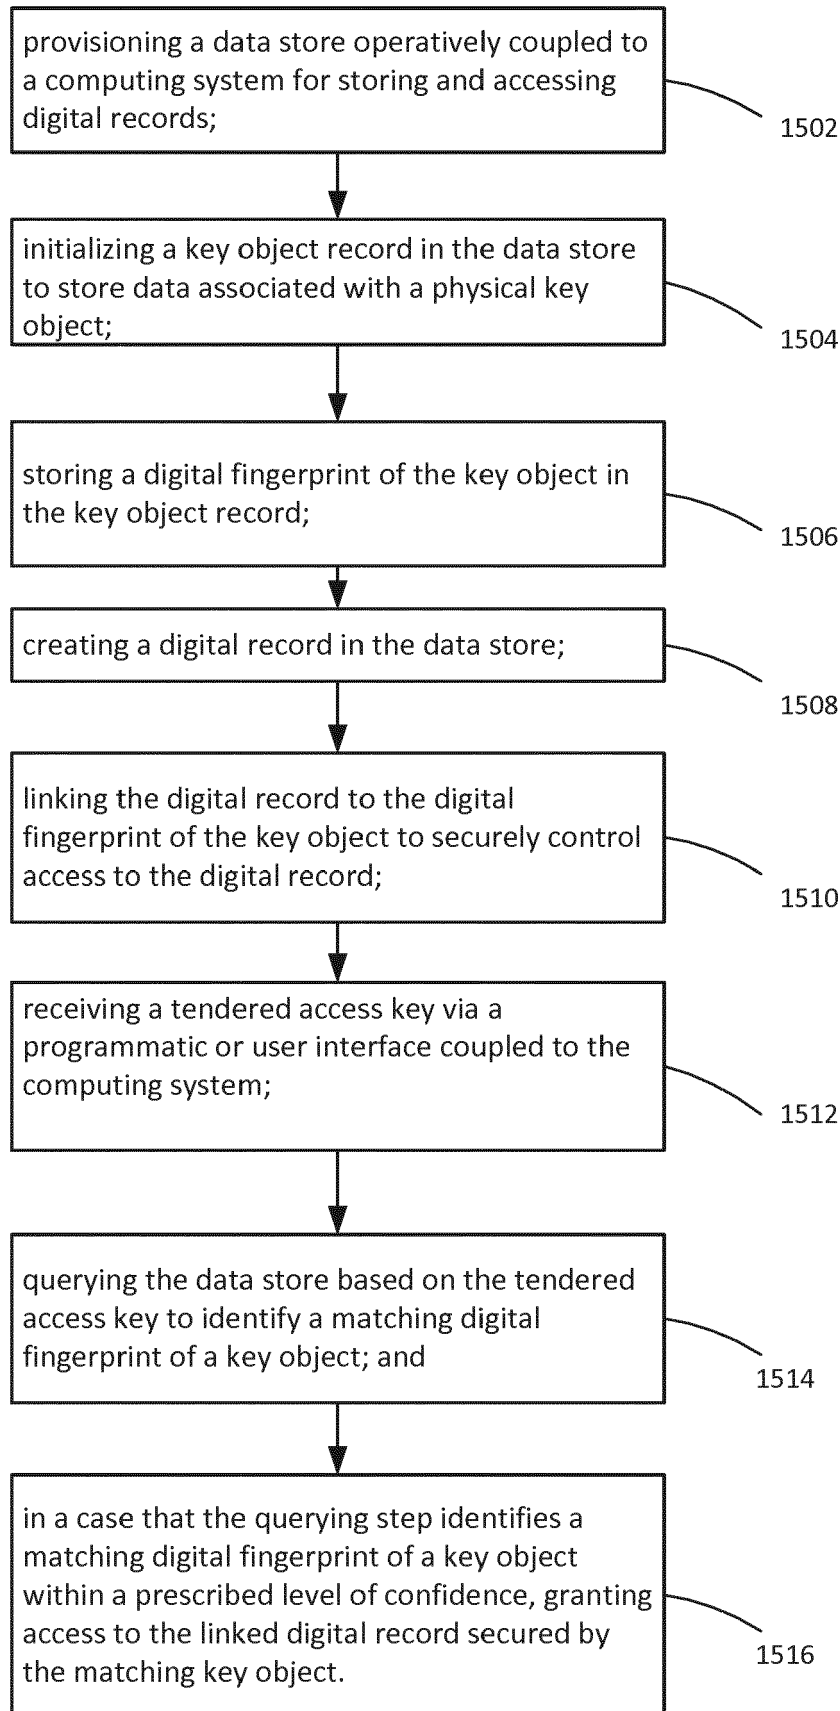 provisioning a data store operatively coupled to
a computing system for storing and accessing
digital records;
1502
initializing a key object record in the data store
to store data associated with a physical key
object;
1504
storing a digital fingerprint of the key object in
the key object record;
1506
creating a digital record in the data store;
1508
linking the digital record to the digital
fingerprint of the key object to securely control
access to the digital record;
1510
receiving a tendered access key via a
programmatic or user interface coupled to the
computing system;
1512
querying the data store based on the tendered
access key to identify a matching digital
fingerprint of a key object; and
1514
in a case that the querying step identifies a
matching digital fingerprint of a key object
within a prescribed level of confidence, granting
access to the linked digital record secured by
the matching key object.
1516